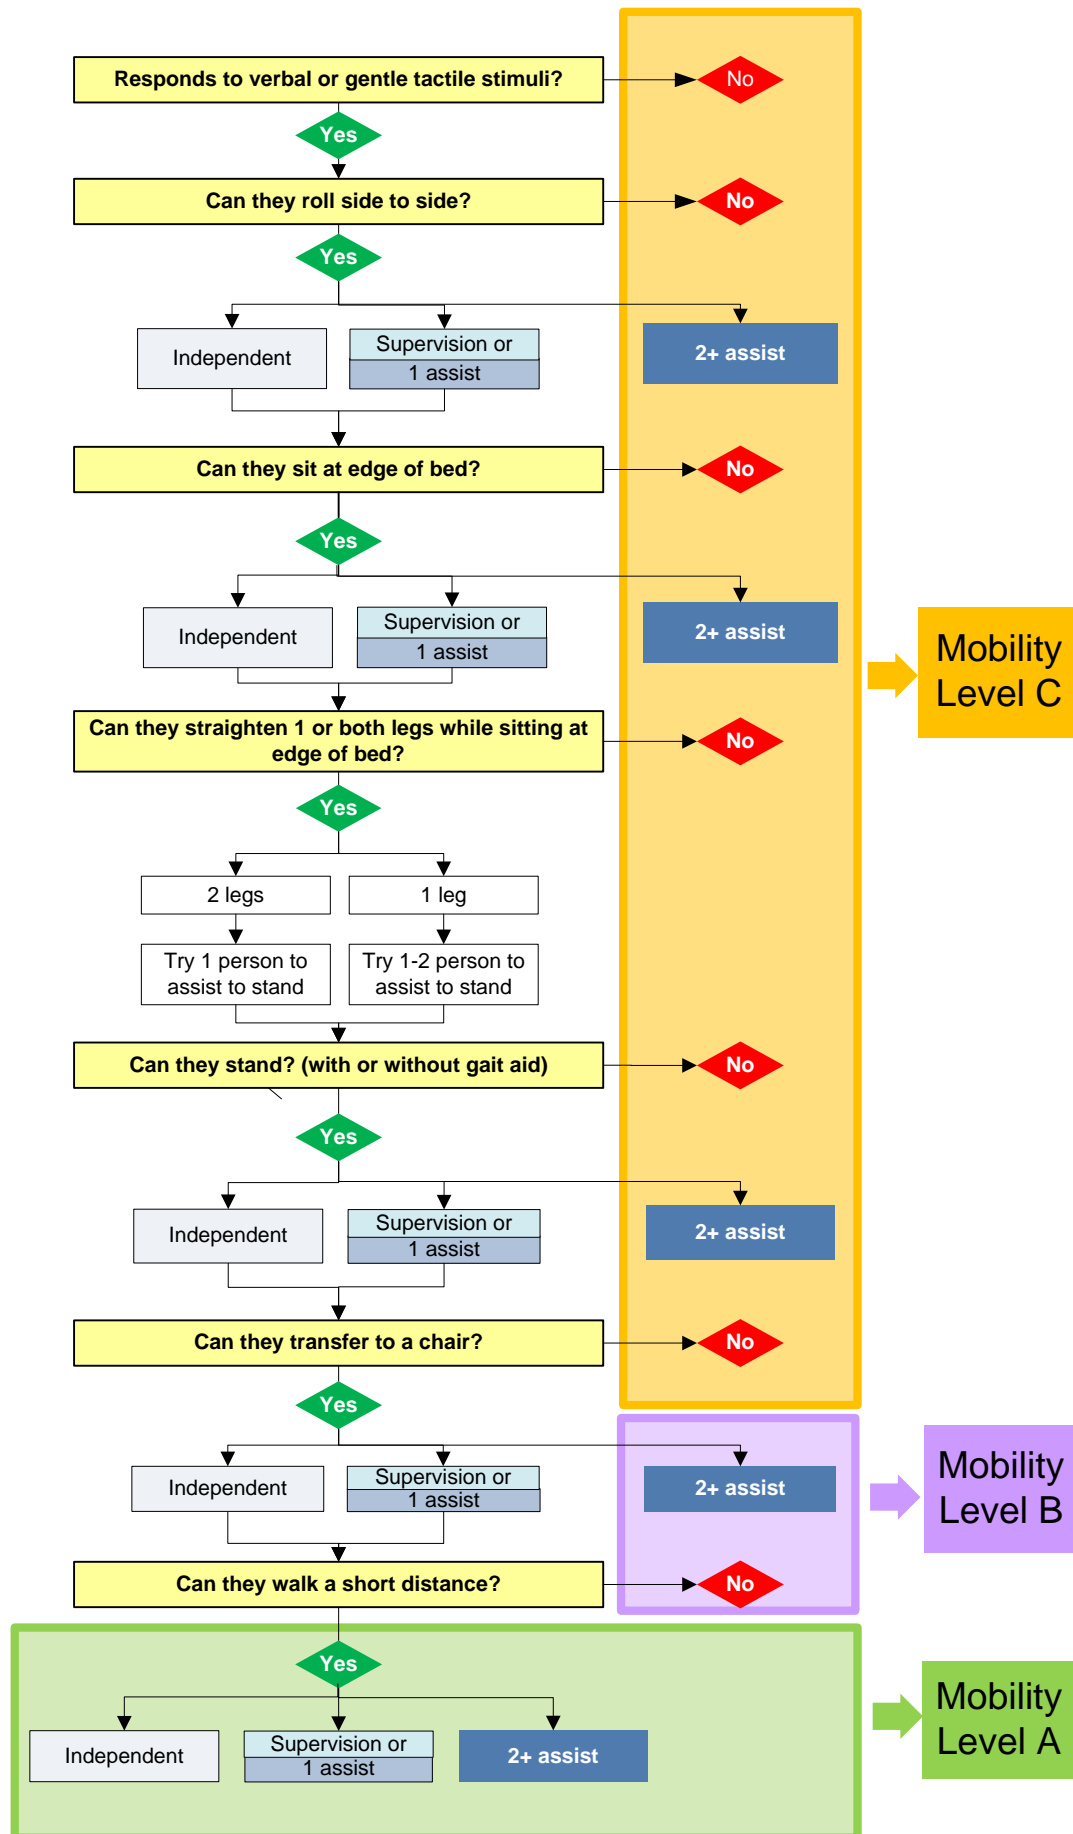 Responds to verbal or gentle tactile stimuli?
No
Yes
Can they roll side to side?
No
Yes
Independent
Supervision or
1 assist
2+ assist
Can they sit at edge of bed?
No
Yes
Independent
Supervision or
1 assist
2+ assist
Mobility
Level C
Can they straighten 1 or both legs while sitting at
edge of bed?
No
Yes
2 legs
1 leg
Try 1 person to
assist to stand
Try 1-2 person to
assist to stand
Can they stand? (with or without gait aid)
No
Yes
Independent
Supervision or
1 assist
2+ assist
Can they transfer to a chair?
No
Yes
Independent
Supervision or
1 assist
2+ assist
Mobility
Level B
Can they walk a short distance?
No
Yes
Independent
Supervision or
1 assist
2+ assist
Mobility
Level A